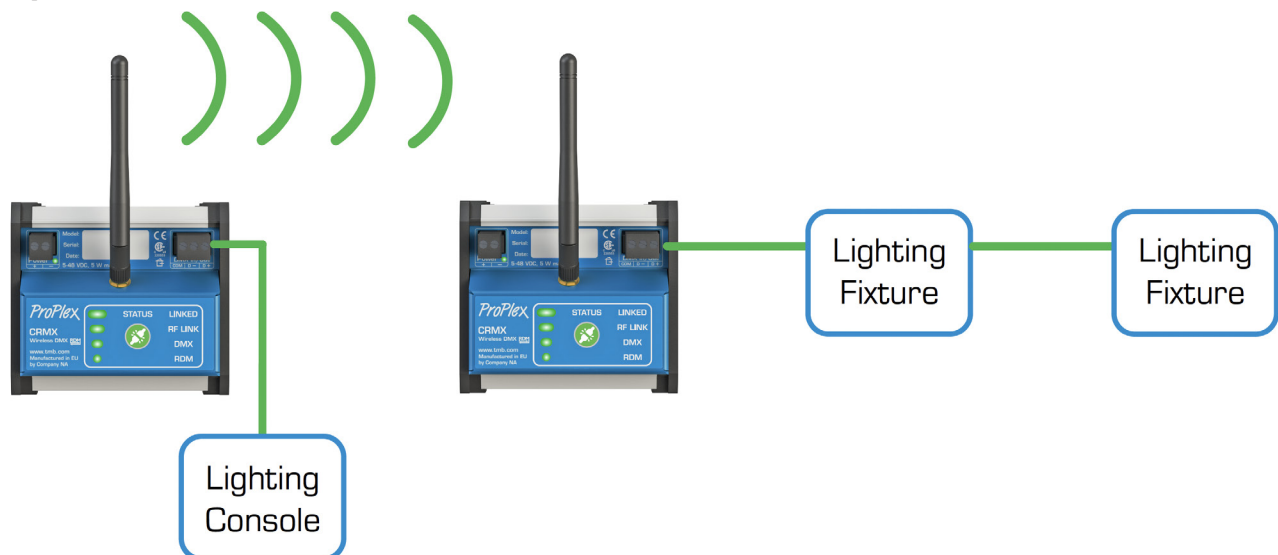 Model:
Serial:
Date:
+ -
5-48 VDC, 5 W
COM D - D +
ProPlex
CRMX
Wireless DMX
www.tmb.com
Manufactured in EU
by Company NA
STATUS
LINKED
RF LINK
DMX
RDM
Model:
Serial:
Date:
+ -
5-48 VDC, 5 W
COM D - D +
ProPlex
CRMX
Wireless DMX
www.tmb.com
Manufactured in EU
by Company NA
STATUS
LINKED
RF LINK
DMX
RDM
Lighting
Fixture
Lighting
Fixture
Lighting
Console